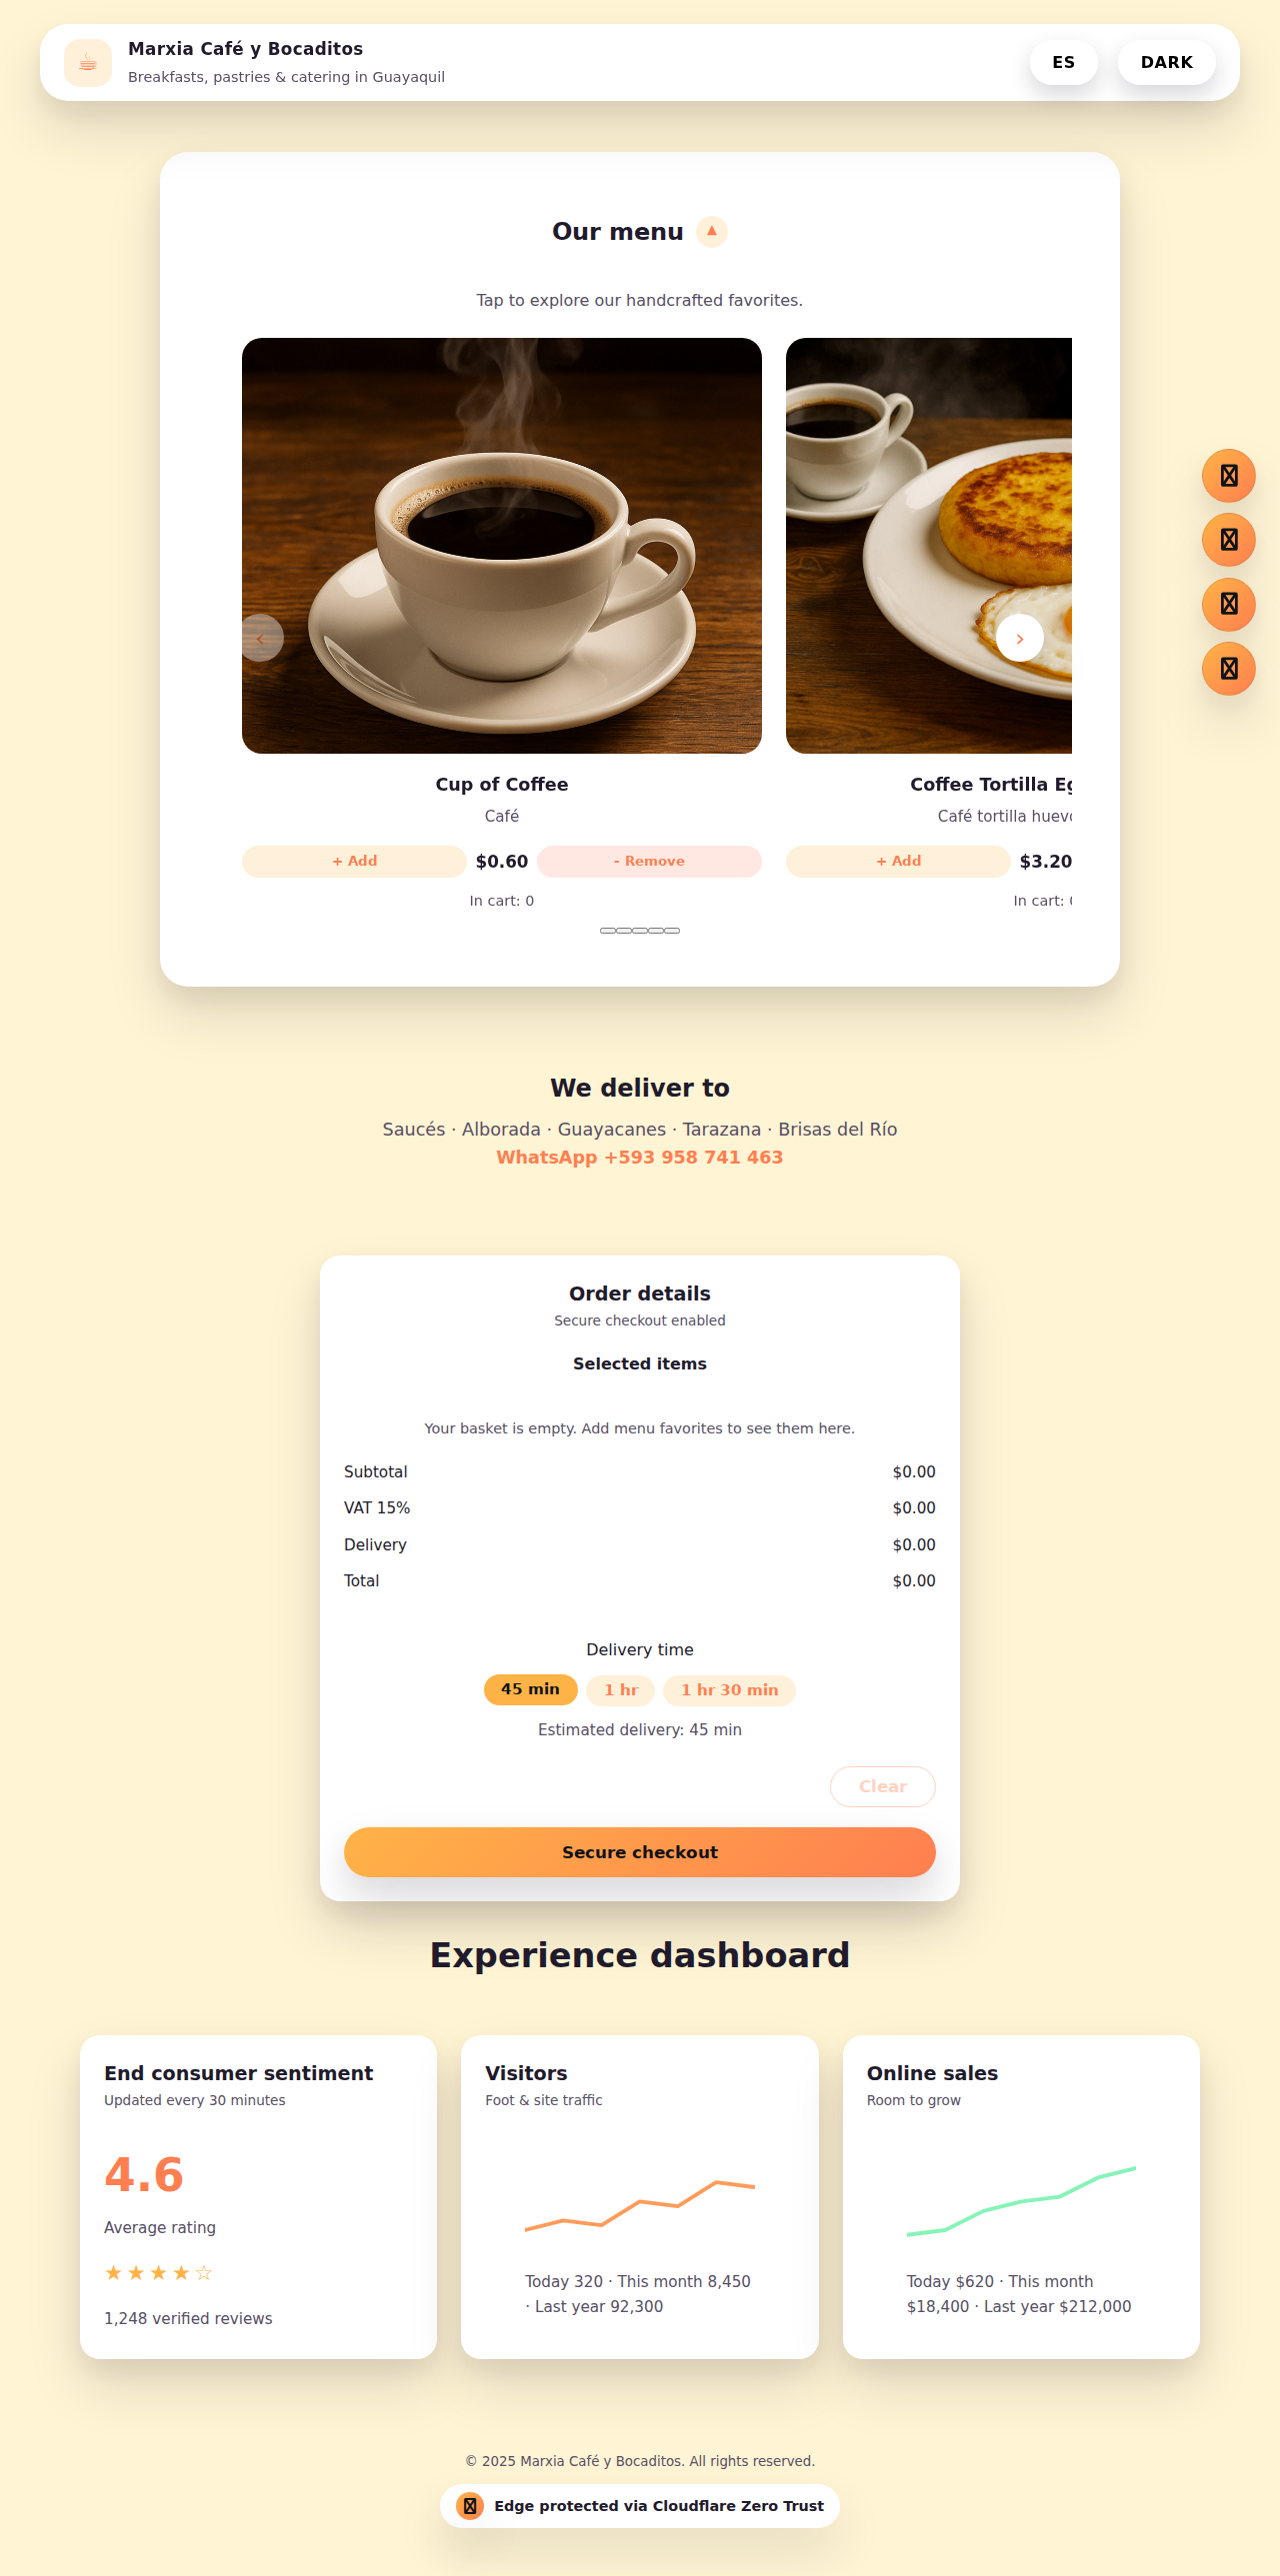 Marxia Café y Bocaditos
Breakfasts, pastries & catering in Guayaquil
ES
DARK
Our menu
Tap to explore our handcrafted favorites.
Cup of Coffee
Café
+ Add
$0.60
- Remove
In cart: 0
Coffee Tortilla
Café tortilla
+ Add
$3.20
In cart:
We deliver to
Saucés · Alborada · Guayacanes · Tarazana · Brisas del Río
WhatsApp +593 958 741 463
Order details
Secure checkout enabled
Selected items
Your basket is empty. Add menu favorites to see them here.
Subtotal $0.00
VAT 15% $0.00
Delivery $0.00
Total $0.00
Delivery time
45 min
1 hr
1 hr 30 min
Estimated delivery: 45 min
Clear
Secure checkout
Experience dashboard
End consumer sentiment
Updated every 30 minutes
4.6
Average rating
★★★★☆
1,248 verified reviews
Visitors
Foot & site traffic
Today 320 · This month 8,450
· Last year 92,300
Online sales
Room to grow
Today $620 · This month
$18,400 · Last year $212,000
© 2025 Marxia Café y Bocaditos. All rights reserved.
Edge protected via Cloudflare Zero Trust